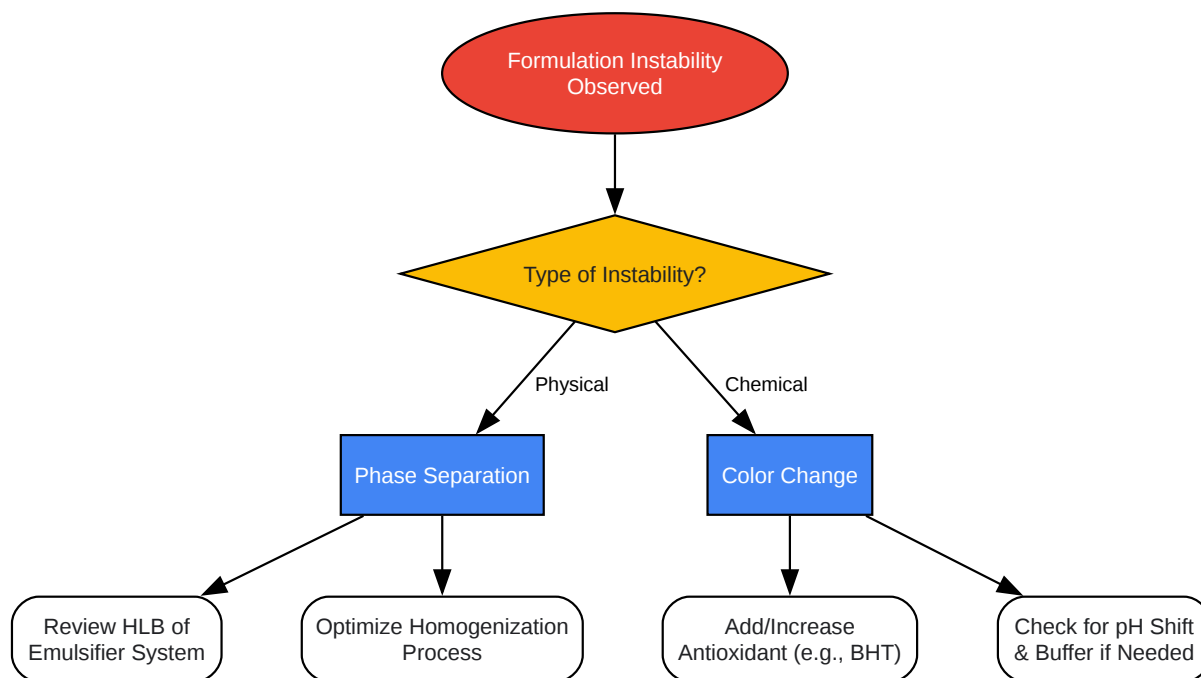 Formulation Instability
Observed
Type of Instability?
Physical
Chemical
Phase Separation
Color Change
Review HLB of
Emulsifier System
Optimize Homogenization
Process
Add/Increase
Antioxidant (e.g., BHT)
Check for pH Shift
& Buffer if Needed